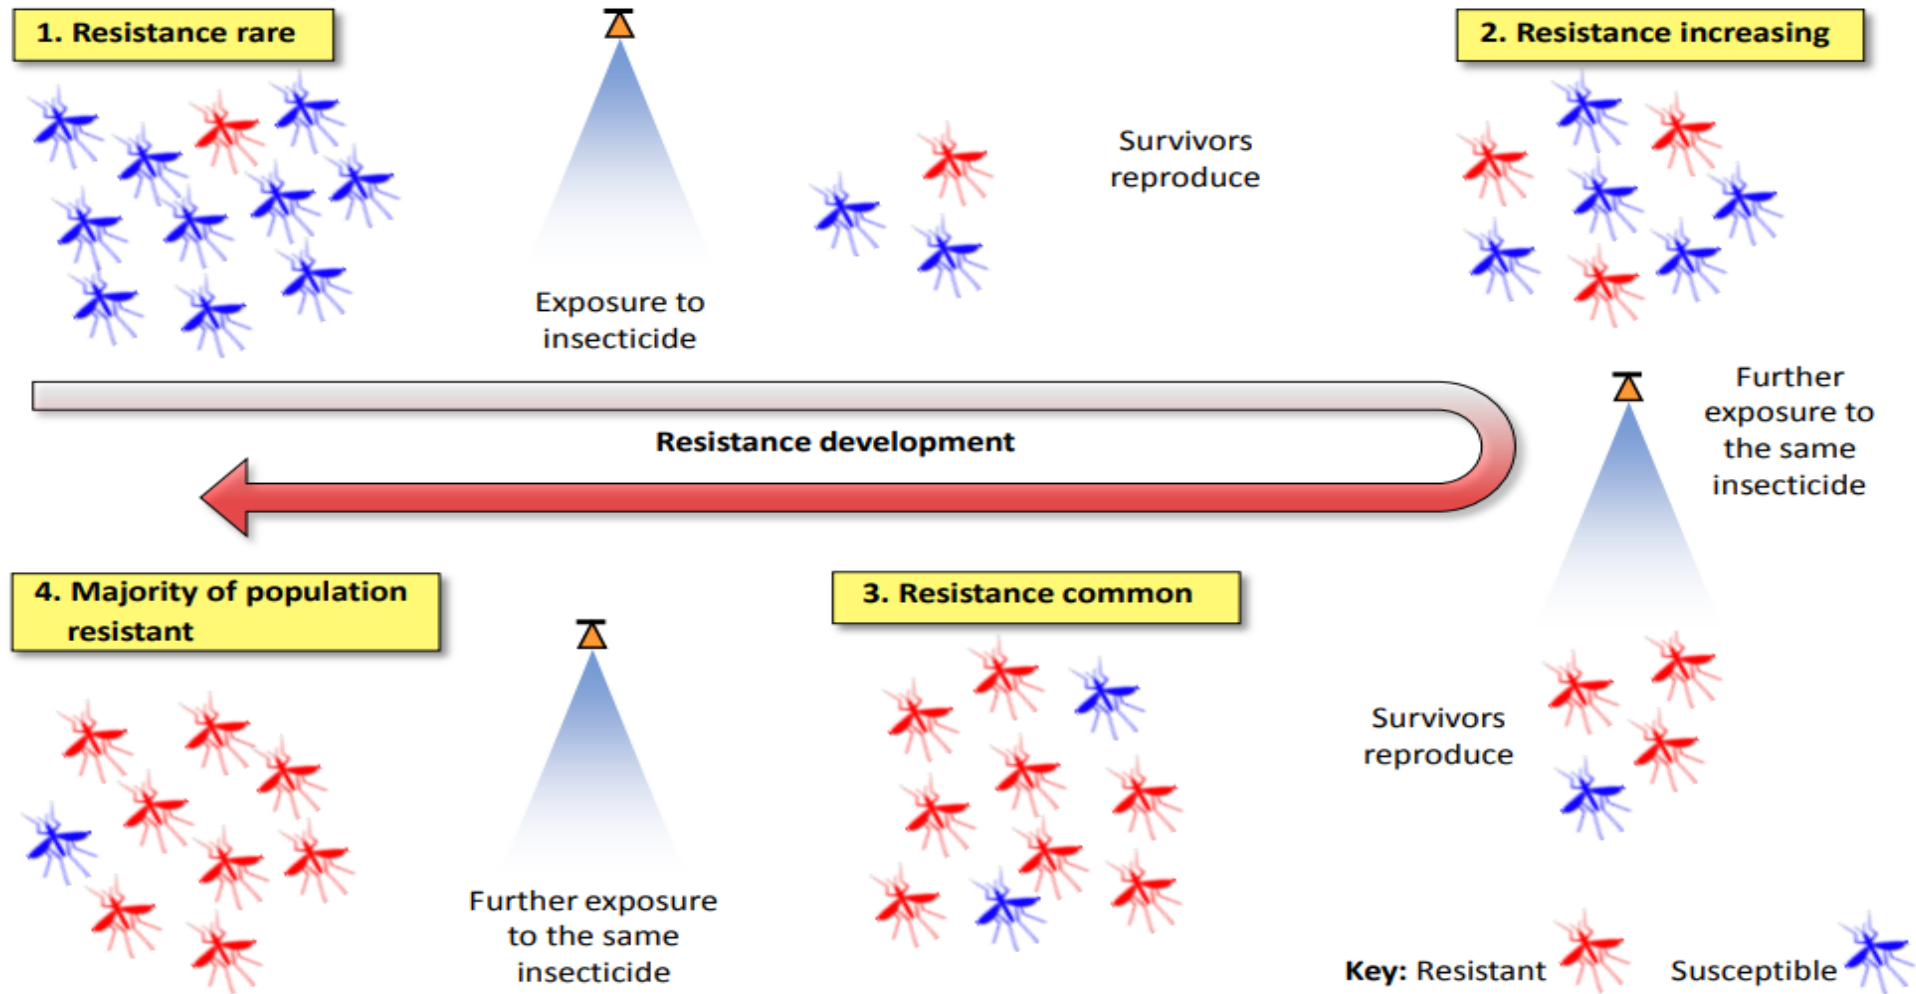 1. Resistance rare
Exposure to
insecticide
Survivors
reproduce
2. Resistance increasing
Further
exposure to
the same
insecticide
Resistance development
Survivors
reproduce
3. Resistance common
Further exposure
to the same
insecticide
4. Majority of population
resistant
Key: Resistant
Susceptible